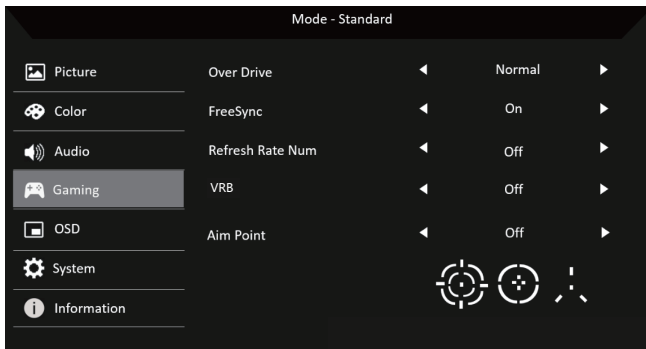 Mode - Standard
Picture
Over Drive Normal
Color
FreeSync On
Audio
Refresh Rate Num Off
Gaming
VRB Off
OSD
Aim Point Off
System
Information